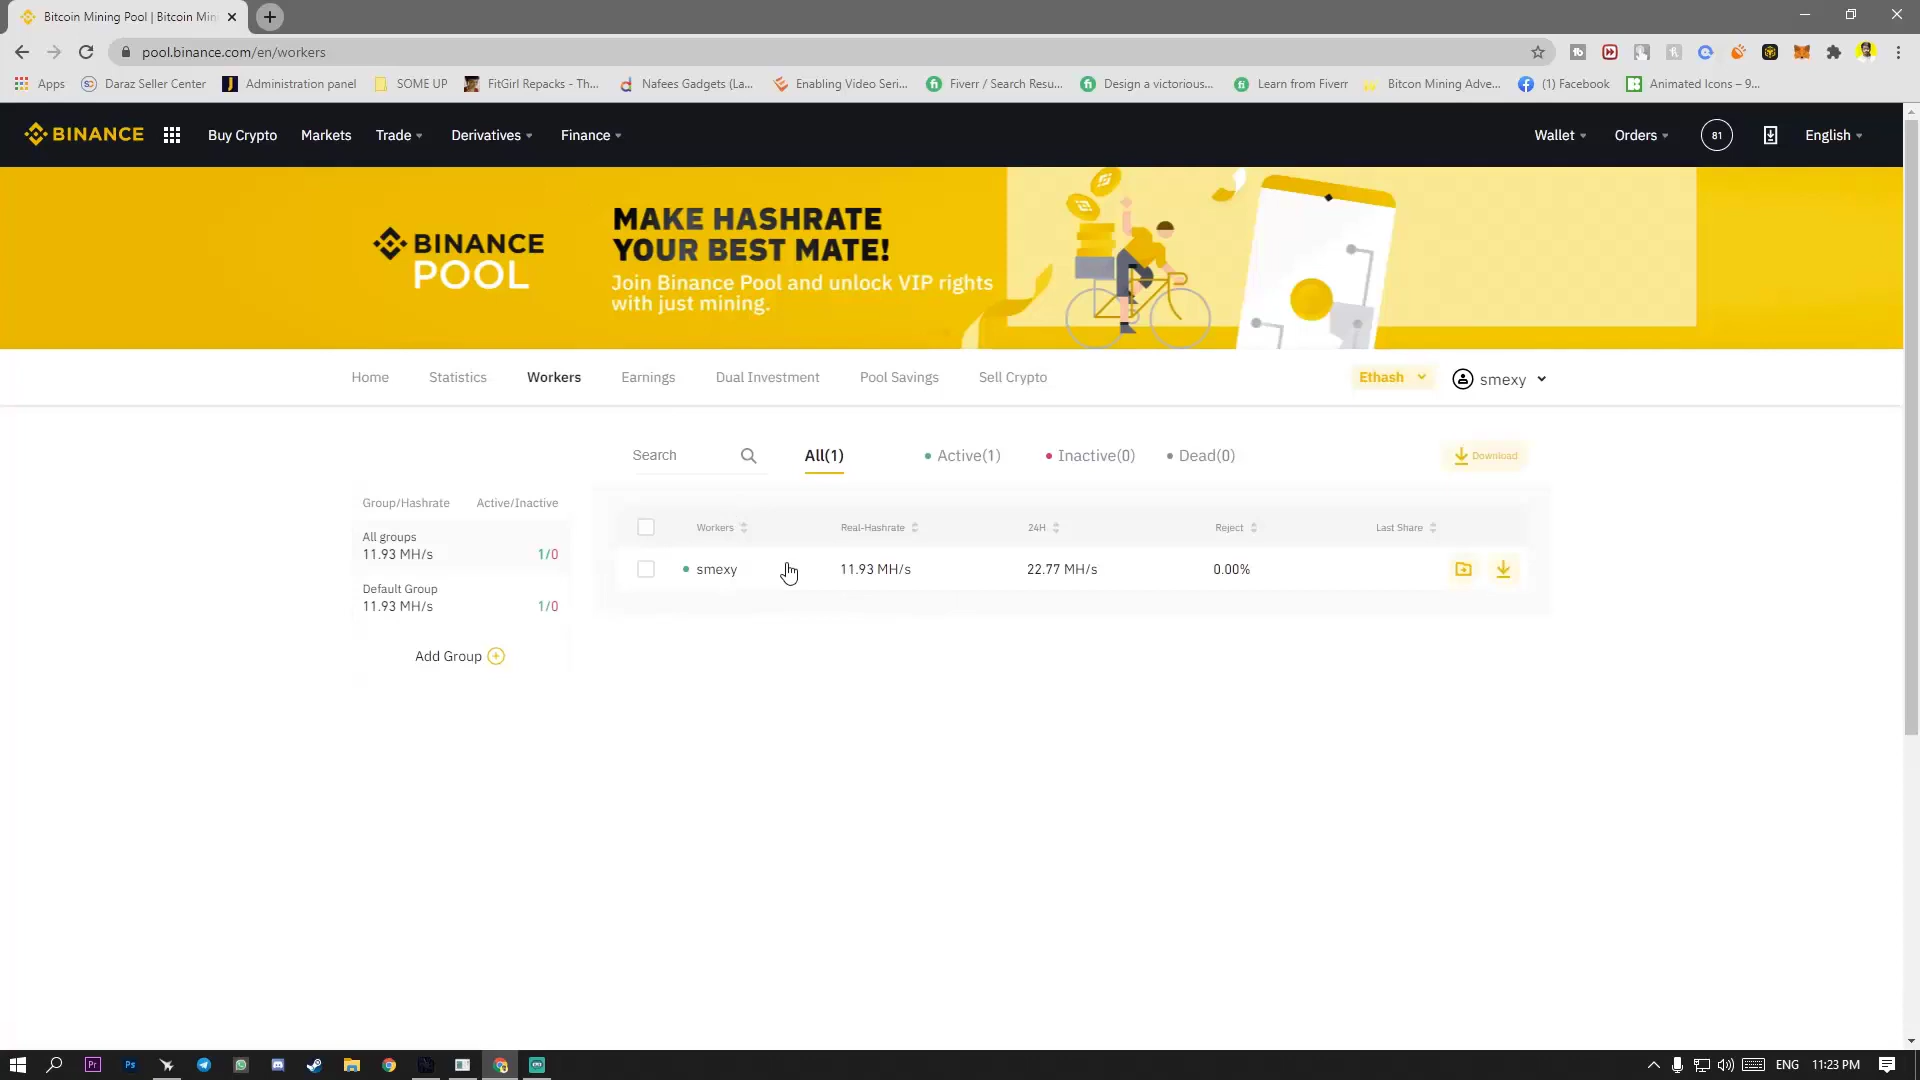 Bitcoin Mining Pool | Bitcoin Min
pool.binance.com/en/workers
Apps
Daraz Seller Center
Administration panel
SOME UP
FitGirl Repacks - Th...
Nafees Gadgets (La...
Enabling Video Seri...
Fiverr / Search Resu...
Design a victorious...
Learn from Fiverr
Bitcon Mining Adve...
(1) Facebook
Animated Icons – 9...
BINANCE
Buy Crypto
Markets
Trade
Derivatives
Finance
Wallet
Orders
81
English
BINANCE
POOL
MAKE HASHRATE
YOUR BEST MATE!
Join Binance Pool and unlock VIP rights
with just mining.
Home
Statistics
Workers
Earnings
Dual Investment
Pool Savings
Sell Crypto
Ethash
smexy
Search
All(1)
Active(1)
Inactive(0)
Dead(0)
Download
Group/Hashrate
Active/Inactive
All groups
11.93 MH/s
1/0
Default Group
11.93 MH/s
1/0
Add Group
Workers
Real-Hashrate
24H
Reject
Last Share
smexy
11.93 MH/s
22.77 MH/s
0.00%
Pr
Ps
ENG
11:23 PM